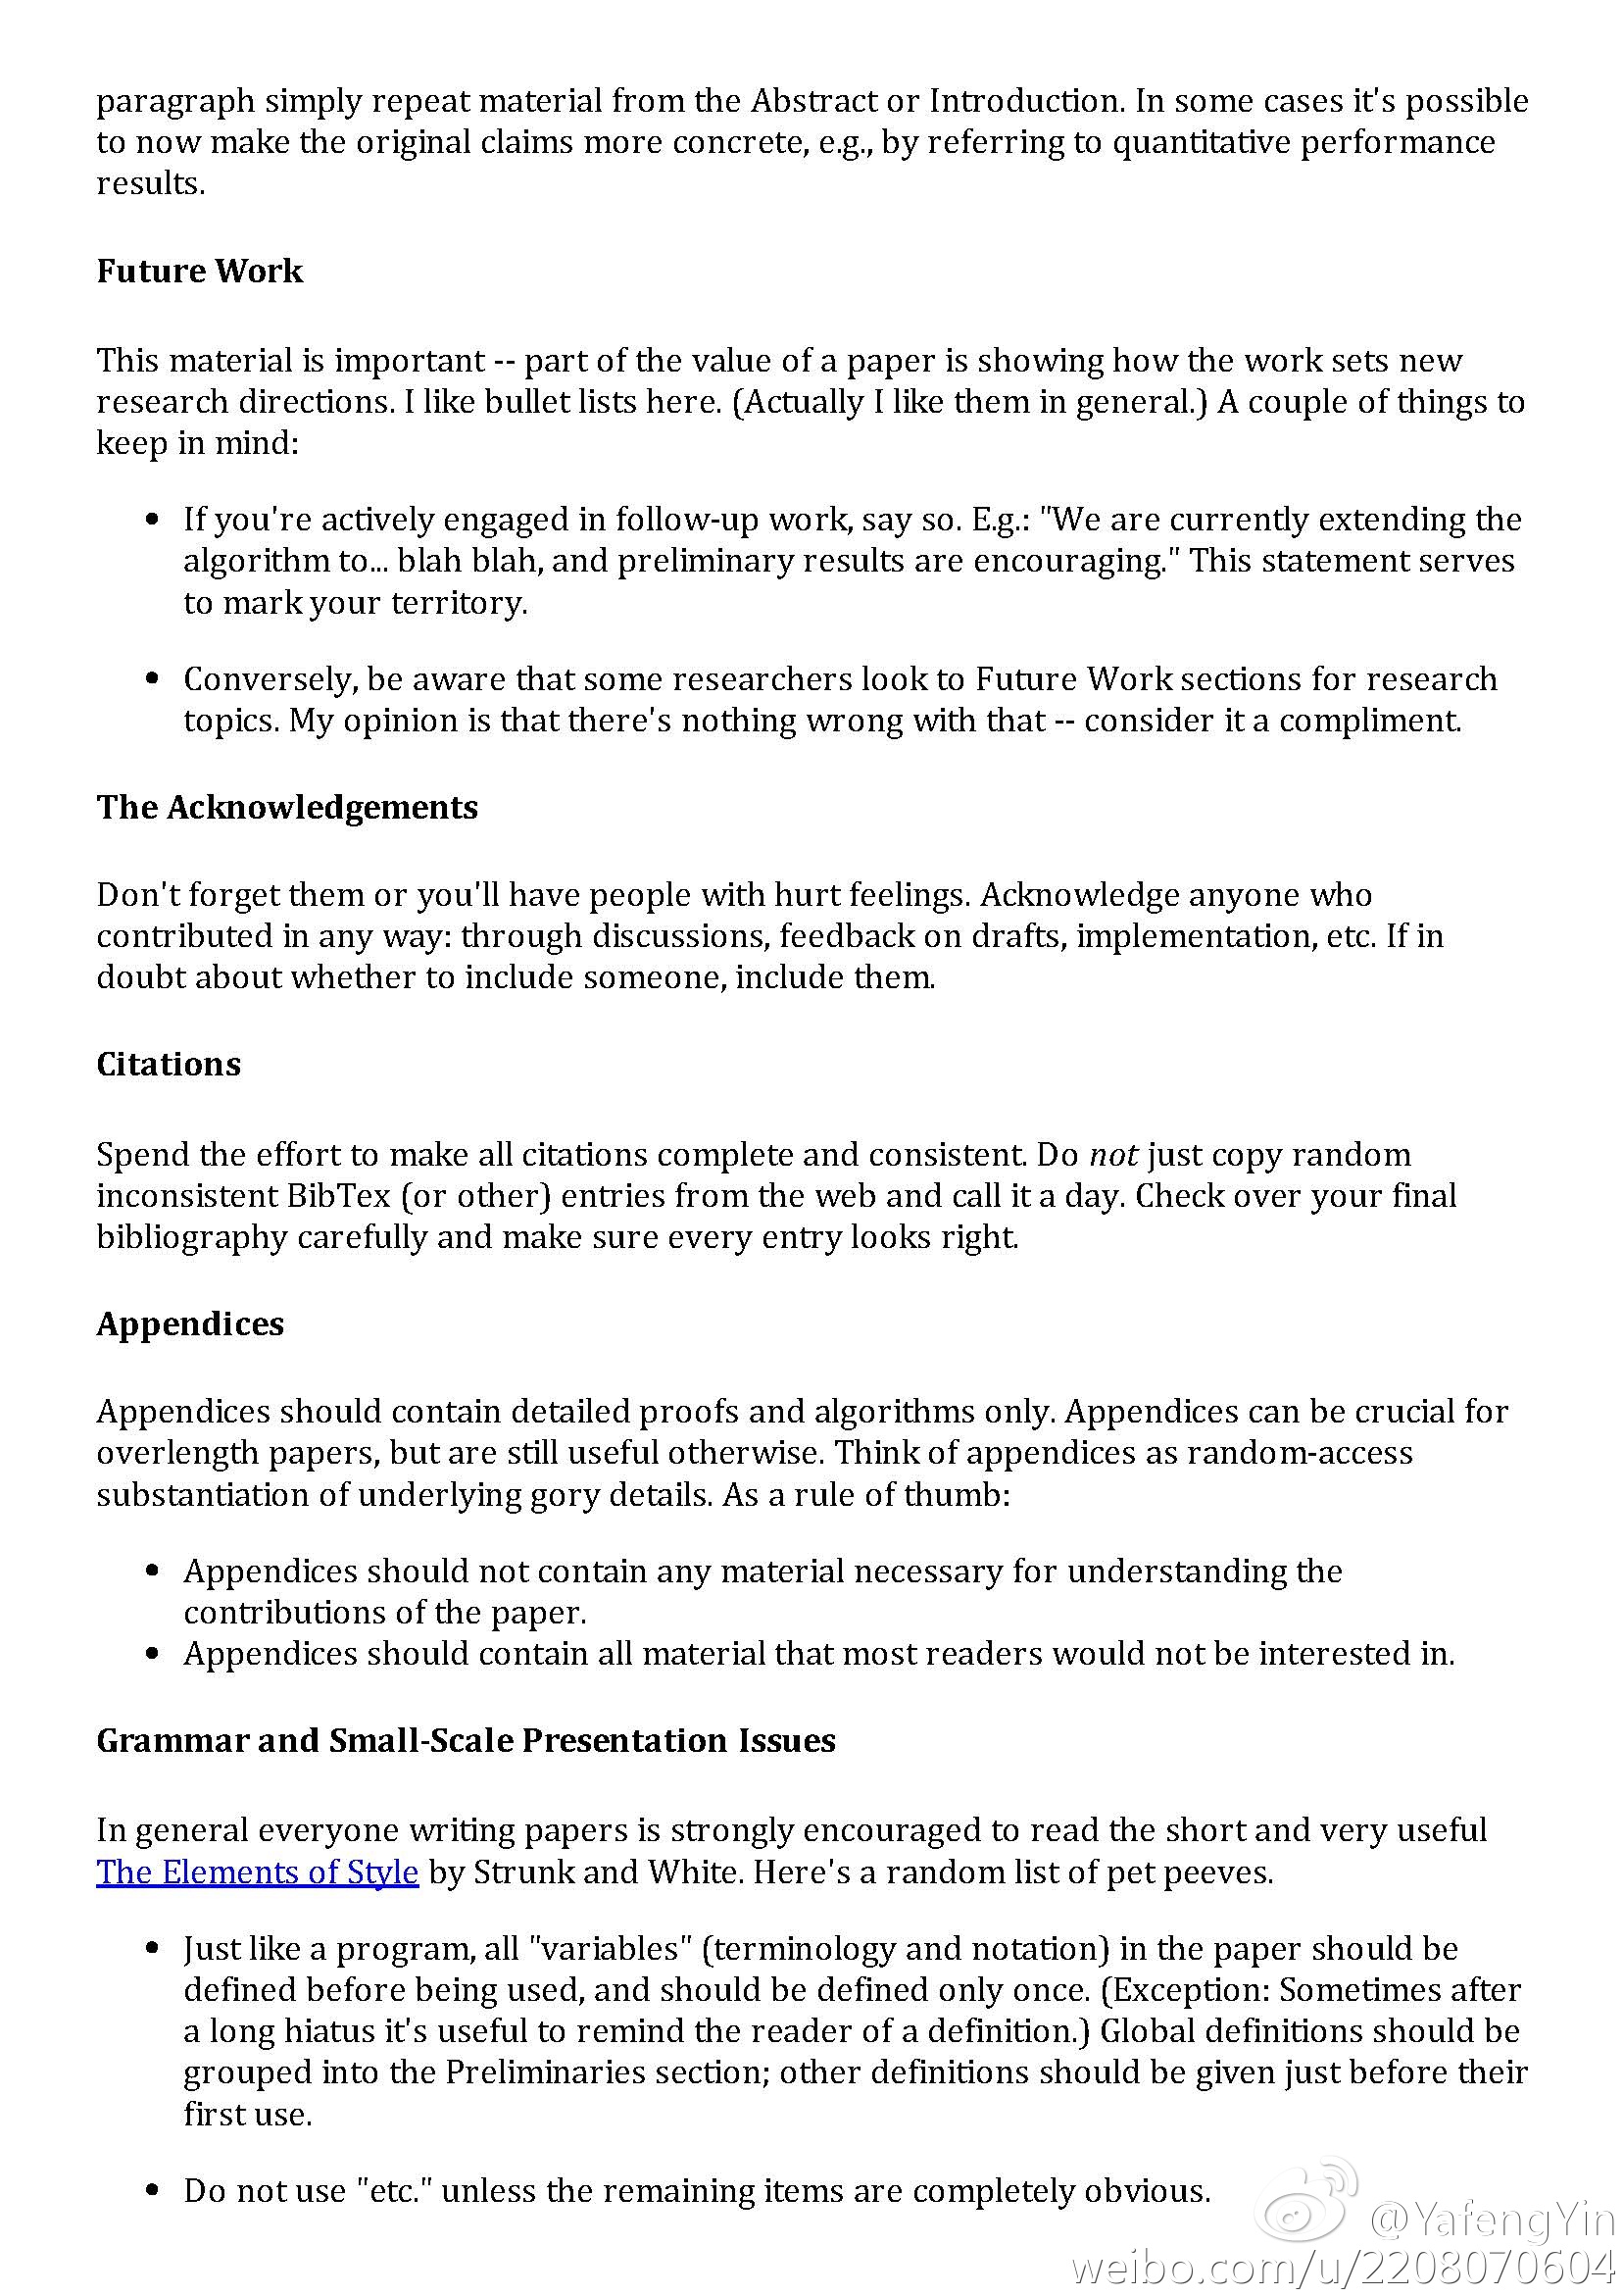 paragraph simply repeat material from the Abstract or Introduction. In some cases it's possible
to now make the original claims more concrete, e.g., by referring to quantitative performance
results.
Future Work
This material is important -- part of the value of a paper is showing how the work sets new
research directions. I like bullet lists here. (Actually I like them in general.) A couple of things to
keep in mind:
• If you're actively engaged in follow-up work, say so. E.g.: "We are currently extending the
algorithm to... blah blah, and preliminary results are encouraging." This statement serves
to mark your territory.
• Conversely, be aware that some researchers look to Future Work sections for research
topics. My opinion is that there's nothing wrong with that -- consider it a compliment.
The Acknowledgements
Don't forget them or you'll have people with hurt feelings. Acknowledge anyone who
contributed in any way: through discussions, feedback on drafts, implementation, etc. If in
doubt about whether to include someone, include them.
Citations
Spend the effort to make all citations complete and consistent. Do not just copy random
inconsistent BibTex (or other) entries from the web and call it a day. Check over your final
bibliography carefully and make sure every entry looks right.
Appendices
Appendices should contain detailed proofs and algorithms only. Appendices can be crucial for
overlength papers, but are still useful otherwise. Think of appendices as random-access
substantiation of underlying gory details. As a rule of thumb:
• Appendices should not contain any material necessary for understanding the
contributions of the paper.
• Appendices should contain all material that most readers would not be interested in.
Grammar and Small-Scale Presentation Issues
In general everyone writing papers is strongly encouraged to read the short and very useful
The Elements of Style by Strunk and White. Here's a random list of pet peeves.
• Just like a program, all "variables" (terminology and notation) in the paper should be
defined before being used, and should be defined only once. (Exception: Sometimes after
a long hiatus it's useful to remind the reader of a definition.) Global definitions should be
grouped into the Preliminaries section; other definitions should be given just before their
first use.
• Do not use "etc." unless the remaining items are completely obvious.
@YafengYin
weibo.com/u/2208070604